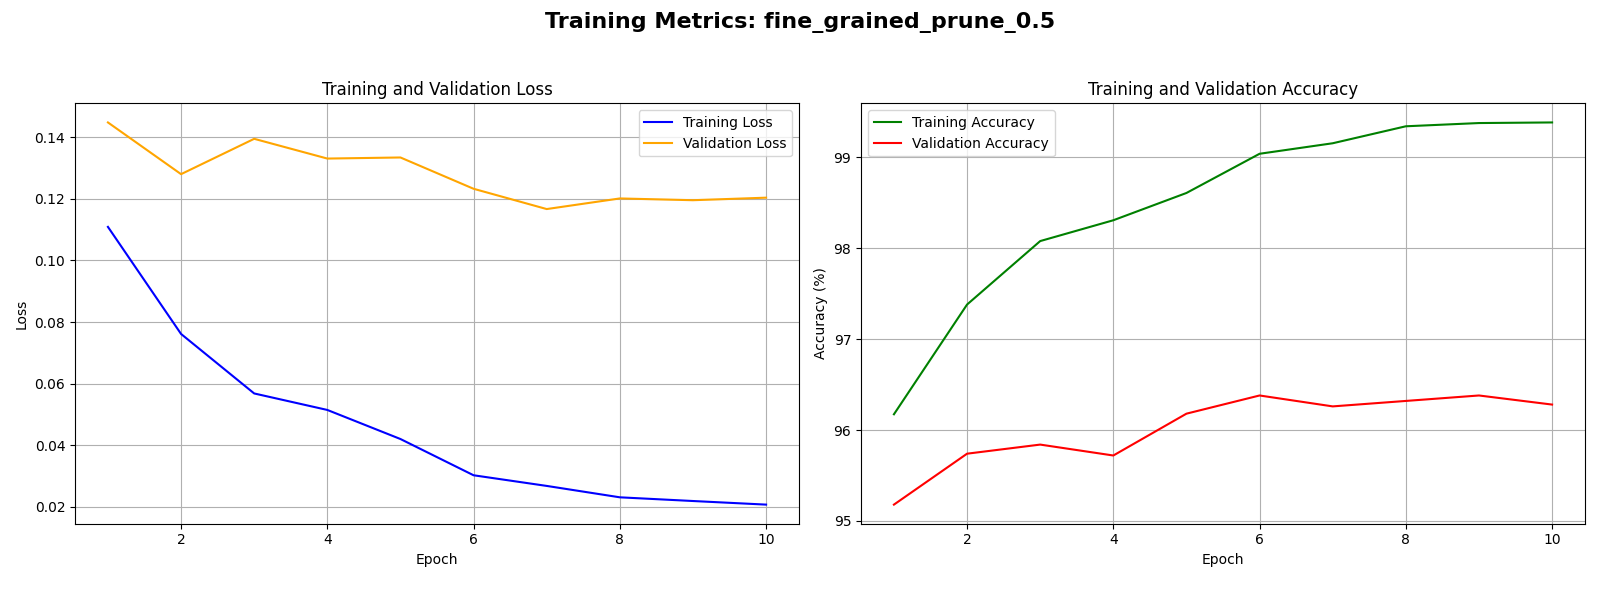 Training Metrics: fine_grained_prune_0.5
Training and Validation Loss
Training Loss
Validation Loss
0.14
0.12
0.10
0.08
0.06
0.04
0.02
Loss
2 4 6 8 10
Epoch
Training and Validation Accuracy
Training Accuracy
Validation Accuracy
99
98
97
96
95
Accuracy (%)
2 4 6 8 10
Epoch